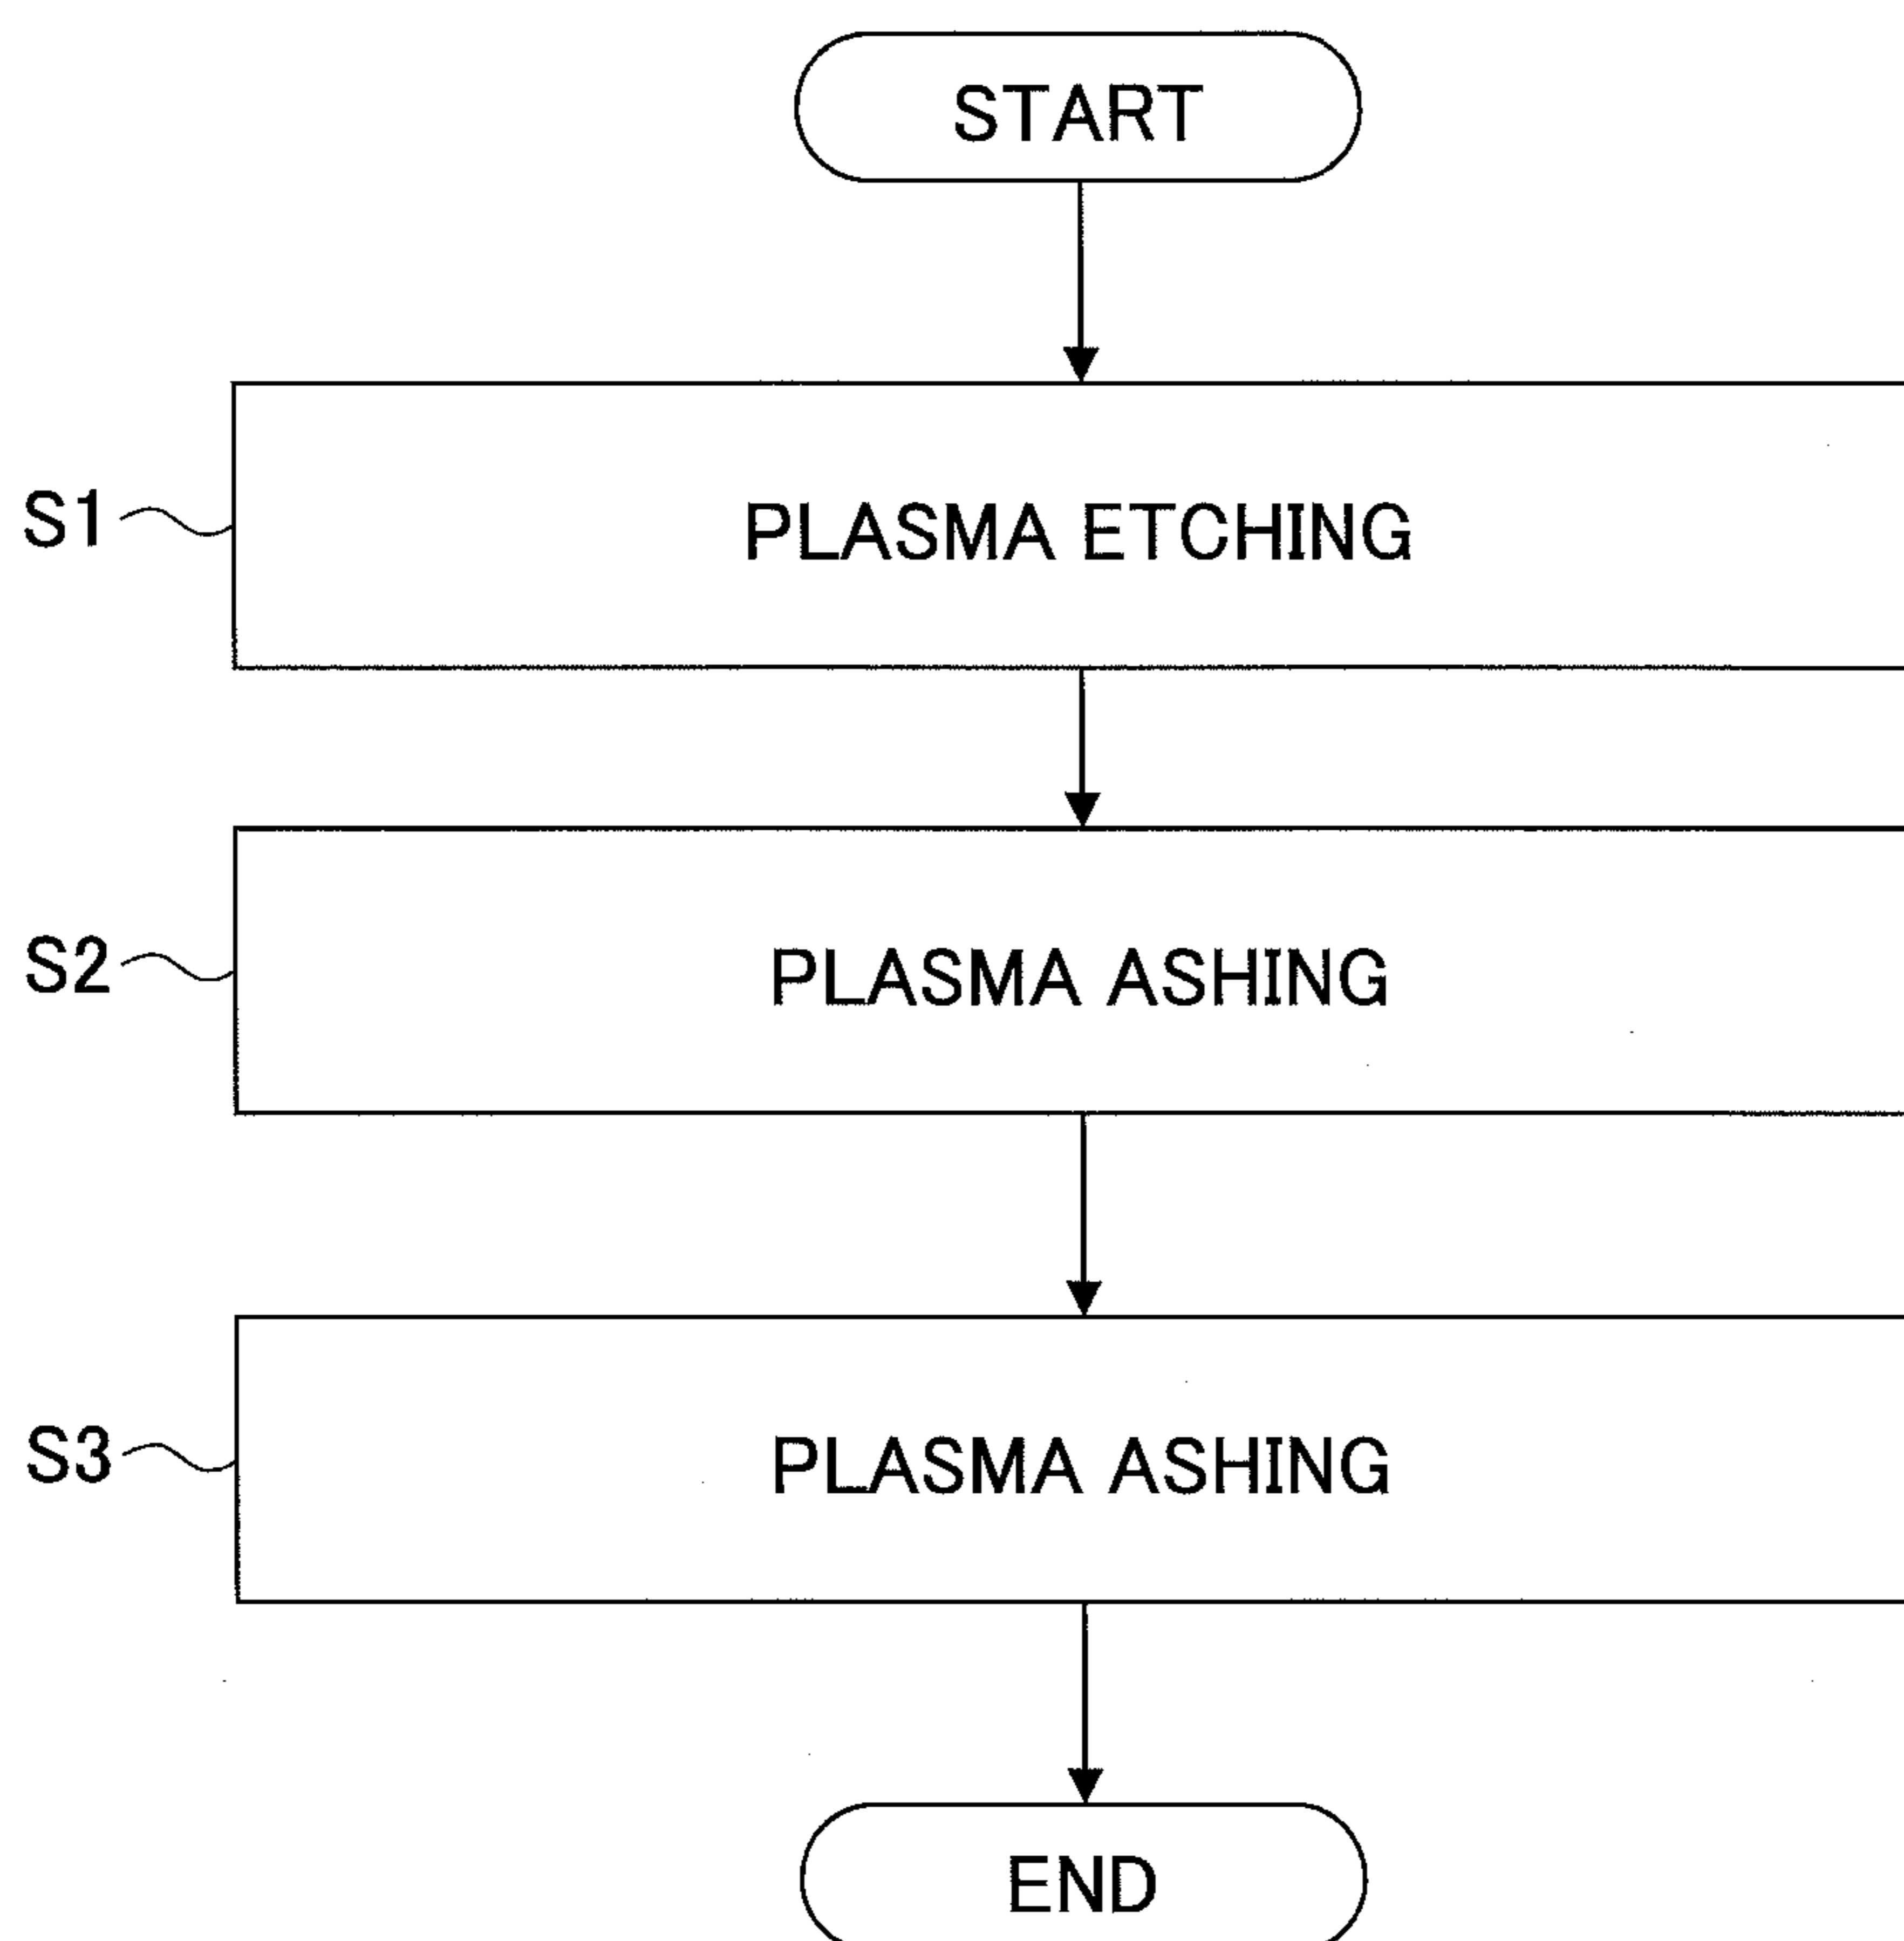 START
S1 PLASMA ETCHING
S2 PLASMA ASHING
S3 PLASMA ASHING
END